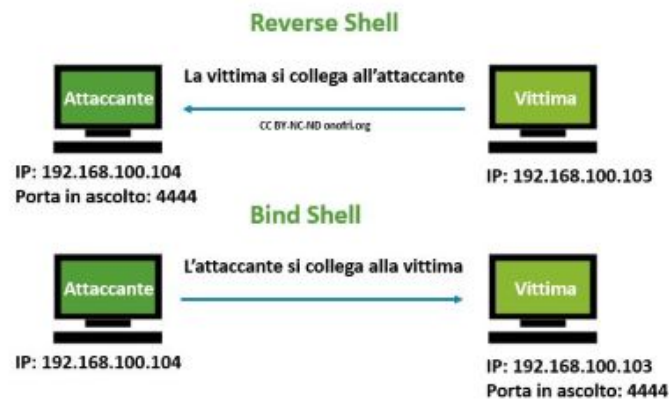 Reverse Shell
La vittima si collega all'attaccante
Attaccante
Vittima
CC BY-NC-ND onofri.org
IP: 192.168.100.104
Porta in ascolto: 4444
IP: 192.168.100.103
Bind Shell
L'attaccante si collega alla vittima
Attaccante
Vittima
IP: 192.168.100.104
IP: 192.168.100.103
Porta in ascolto: 4444